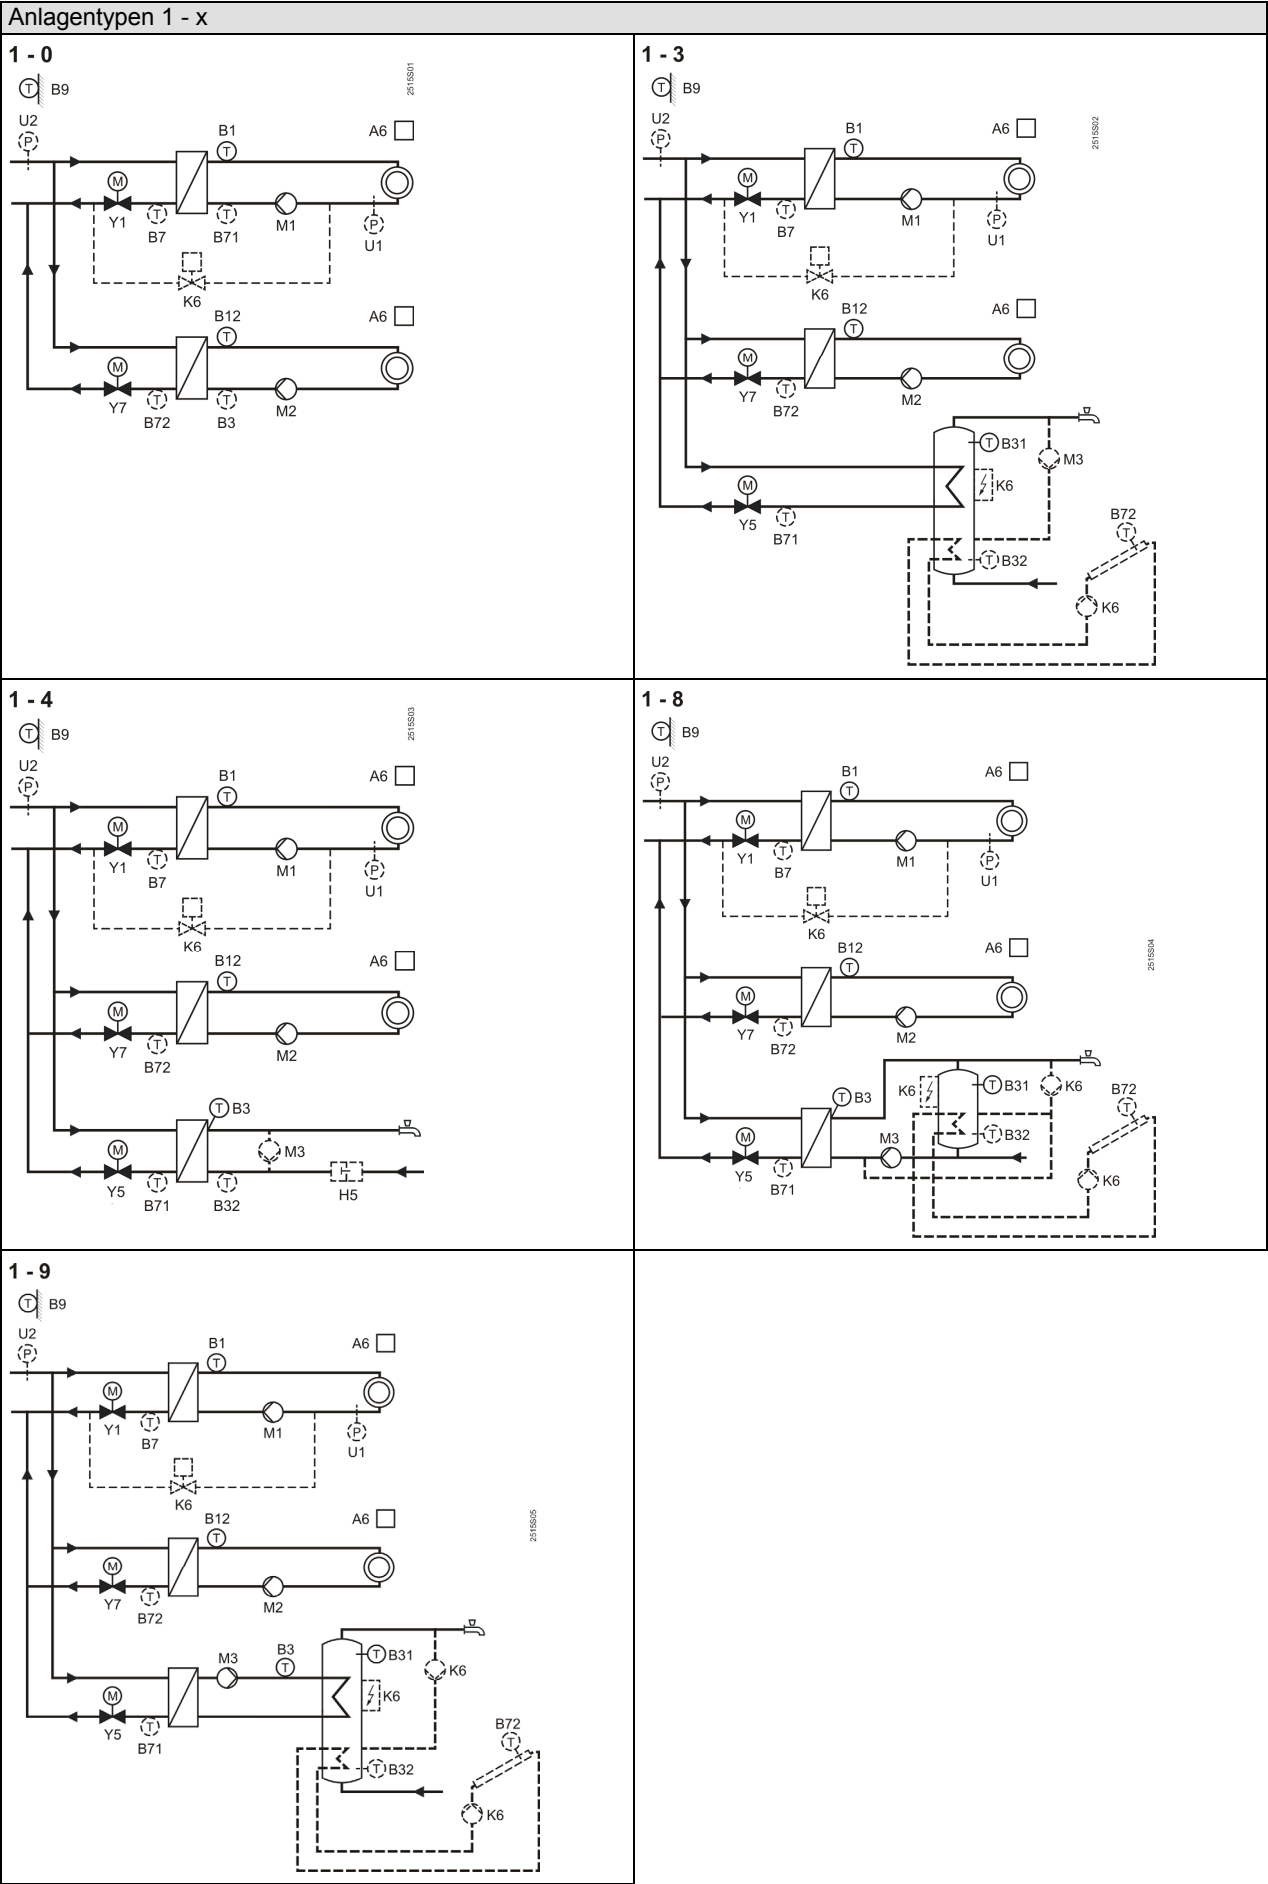 Anlagentypen 1 - x
1 - 0
T B9
2515S01
U2
P
B1
T
A6
M
Y1
T
B7
T
B71
M1
P
U1
K6
B12
T
A6
M
Y7
T
B72
T
B3
M2
1 - 3
T B9
2515S02
U2
P
B1
T
A6
M
Y1
T
B7
M1
P
U1
K6
B12
T
A6
M
Y7
T
B72
M2
T B31
M3
K6
M
Y5
T
B71
B72
T
T B32
K6
1 - 4
T B9
2515S03
U2
P
B1
T
A6
M
Y1
T
B7
M1
P
U1
K6
B12
T
A6
M
Y7
T
B72
M2
T B3
M3
M
Y5
T
B71
T
B32
H5
1 - 8
T B9
U2
P
B1
T
A6
M
Y1
T
B7
M1
P
U1
K6
2515S04
B12
T
A6
M
Y7
T
B72
M2
K6
T B31
K6
T B3
B72
T
M3
T B32
M
Y5
T
B71
K6
1 - 9
T B9
U2
P
B1
T
A6
M
Y1
T
B7
M1
P
U1
K6
2515S05
B12
T
A6
M
Y7
T
B72
M2
T B31
M3
B3
T
K6
K6
M
Y5
T
B71
B72
T
T B32
K6